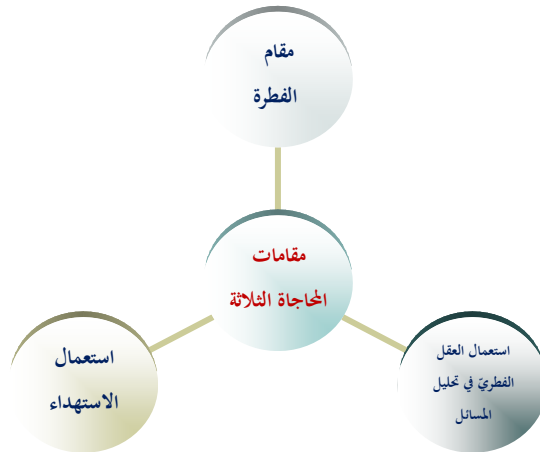 مقام
الفطرة
مقامات
المحاجاة الثلاثة
استعمال العقل
الفطريّ في تحليل
المسائل
استعمال
الاستهداء